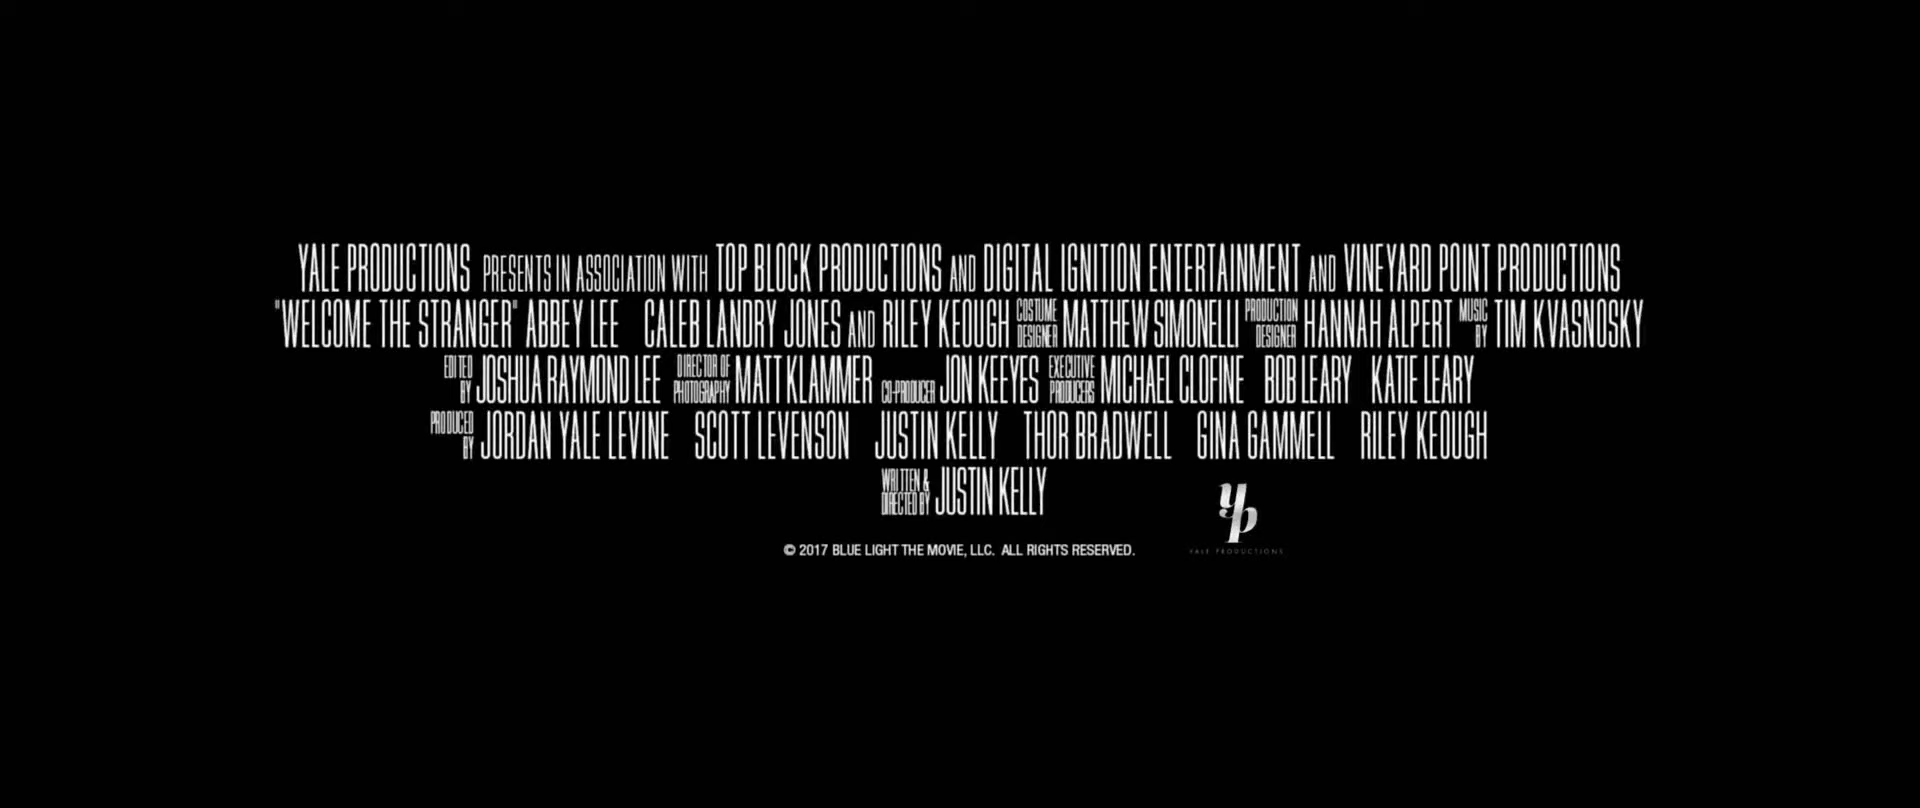 YALE PRODUCTIONS PRESENTS IN ASSOCIATION WITH TOP BLOCK PRODUCTIONS AND DIGITAL IGNITION ENTERTAINMENT AND VINEYARD POINT PRODUCTIONS
"WELCOME THE STRANGER" ABBEY LEE CALEB LANDRY JONES AND RILEY KEOUGH COSTUME DESIGNER MATTHEW SIMONELLI PRODUCTION DESIGNER HANNAH ALPERT MUSIC BY TIM KVASNOSKY
EDITED BY JOSHUA RAYMOND LEE DIRECTOR OF PHOTOGRAPHY MATT KLAMMER CO-PRODUCER JON KEEYES EXECUTIVE PRODUCERS MICHAEL CLOFINE BOB LEARY KATIE LEARY
PRODUCED BY JORDAN YALE LEVINE SCOTT LEVENSON JUSTIN KELLY THOR BRADWELL GINA GAMMELL RILEY KEOUGH
WRITTEN & DIRECTED BY JUSTIN KELLY
yp
YALE PRODUCTIONS
© 2017 BLUE LIGHT THE MOVIE, LLC. ALL RIGHTS RESERVED.